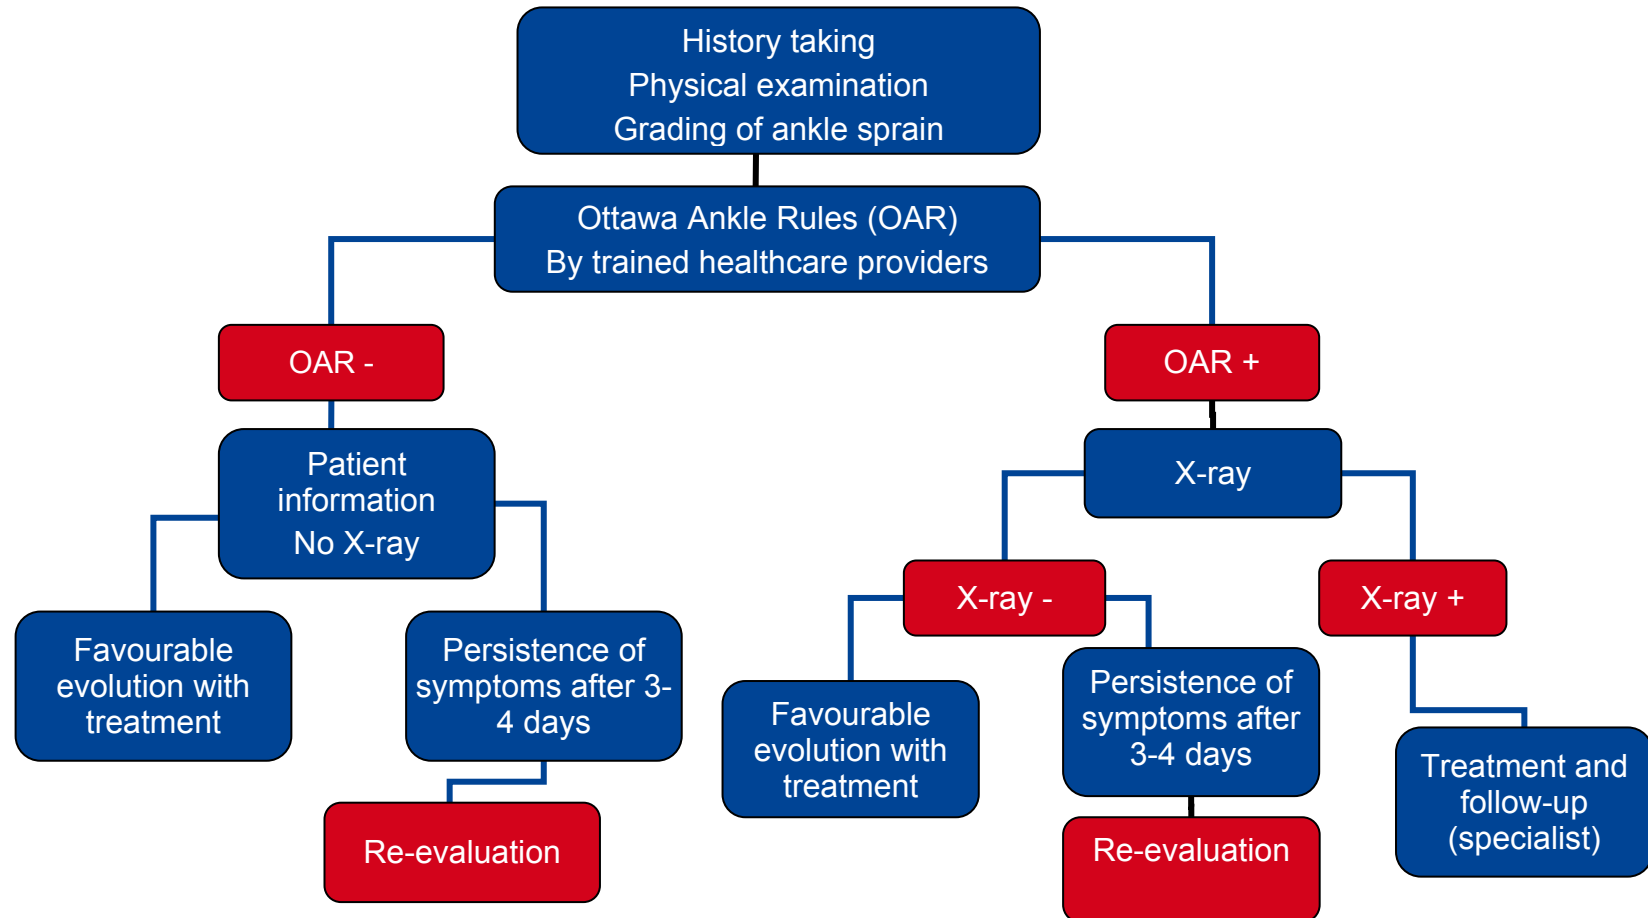 History taking
Physical examination
Grading of ankle sprain
Ottawa Ankle Rules (OAR)
By trained healthcare providers
OAR -
OAR +
Patient
information
No X-ray
X-ray
X-ray -
X-ray +
Favourable
evolution with
treatment
Persistence of
symptoms after 3-
4 days
Favourable
evolution with
treatment
Persistence of
symptoms after
3-4 days
Treatment and
follow-up
(specialist)
Re-evaluation
Re-evaluation